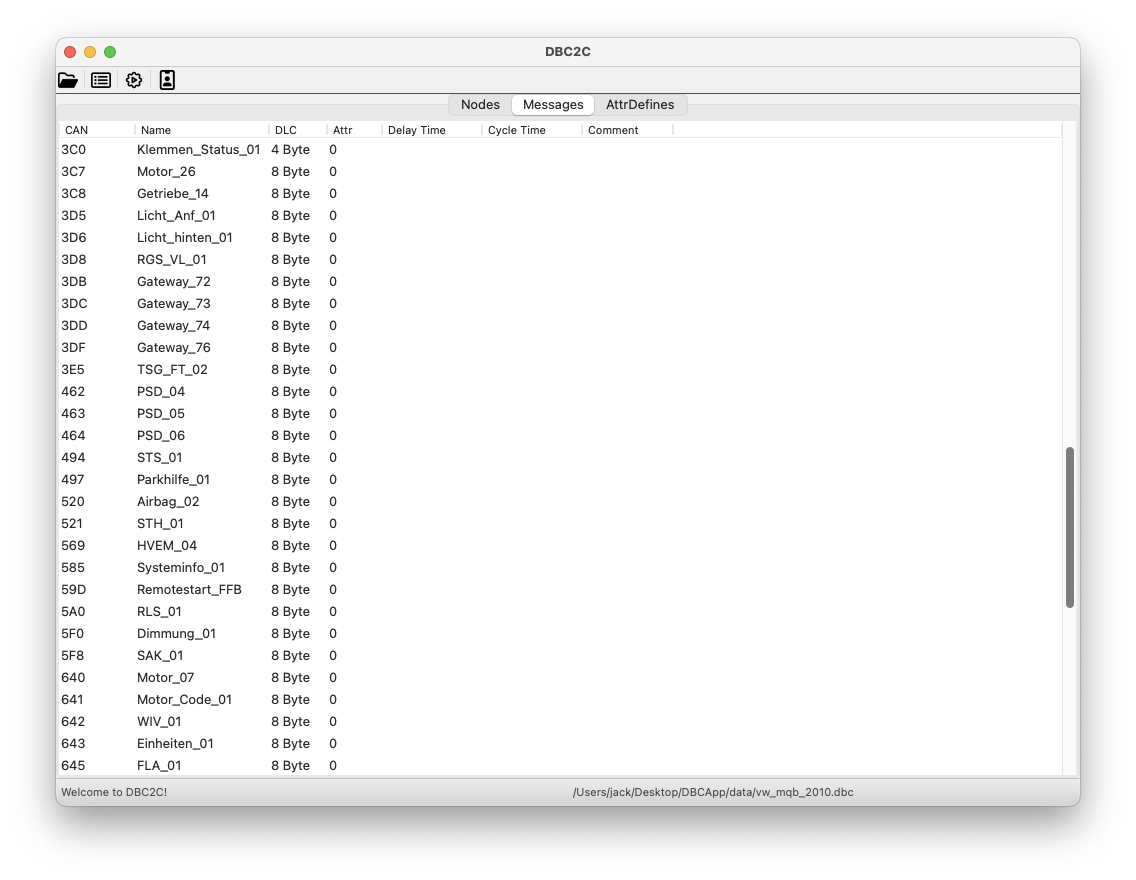 DBC2C
Nodes Messages AttrDefines
CAN Name DLC Attr Delay Time Cycle Time Comment
3C0 Klemmen_Status_01 4 Byte 0
3C7 Motor_26 8 Byte 0
3C8 Getriebe_14 8 Byte 0
3D5 Licht_Anf_01 8 Byte 0
3D6 Licht_hinten_01 8 Byte 0
3D8 RGS_VL_01 8 Byte 0
3DB Gateway_72 8 Byte 0
3DC Gateway_73 8 Byte 0
3DD Gateway_74 8 Byte 0
3DF Gateway_76 8 Byte 0
3E5 TSG_FT_02 8 Byte 0
462 PSD_04 8 Byte 0
463 PSD_05 8 Byte 0
464 PSD_06 8 Byte 0
494 STS_01 8 Byte 0
497 Parkhilfe_01 8 Byte 0
520 Airbag_02 8 Byte 0
521 STH_01 8 Byte 0
569 HVEM_04 8 Byte 0
585 Systeminfo_01 8 Byte 0
59D Remotestart_FFB 8 Byte 0
5A0 RLS_01 8 Byte 0
5F0 Dimmung_01 8 Byte 0
5F8 SAK_01 8 Byte 0
640 Motor_07 8 Byte 0
641 Motor_Code_01 8 Byte 0
642 WIV_01 8 Byte 0
643 Einheiten_01 8 Byte 0
645 FLA_01 8 Byte 0
Welcome to DBC2C! /Users/jack/Desktop/DBCApp/data/vw_mqb_2010.dbc